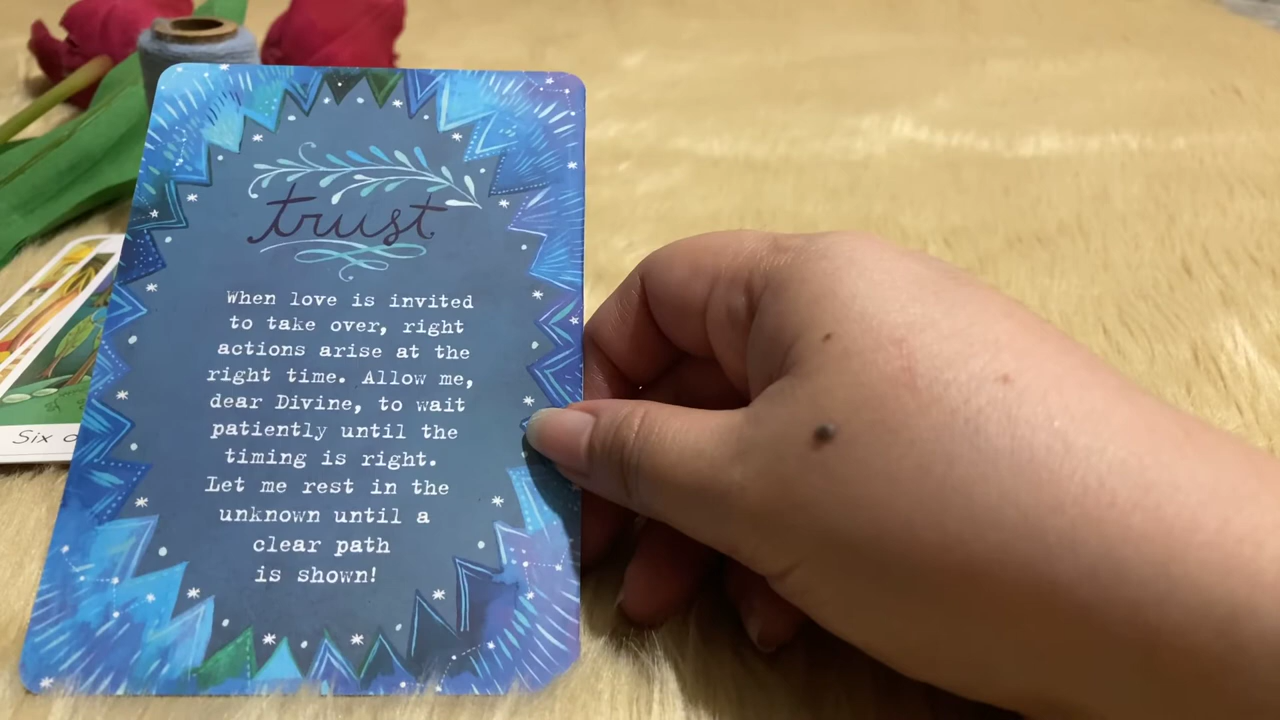 trust
When love is invited
to take over, right
actions arise at the
right time. Allow me,
dear Divine, to wait
patiently until the
timing is right.
Let me rest in the
unknown until a
clear path
is shown!
Six